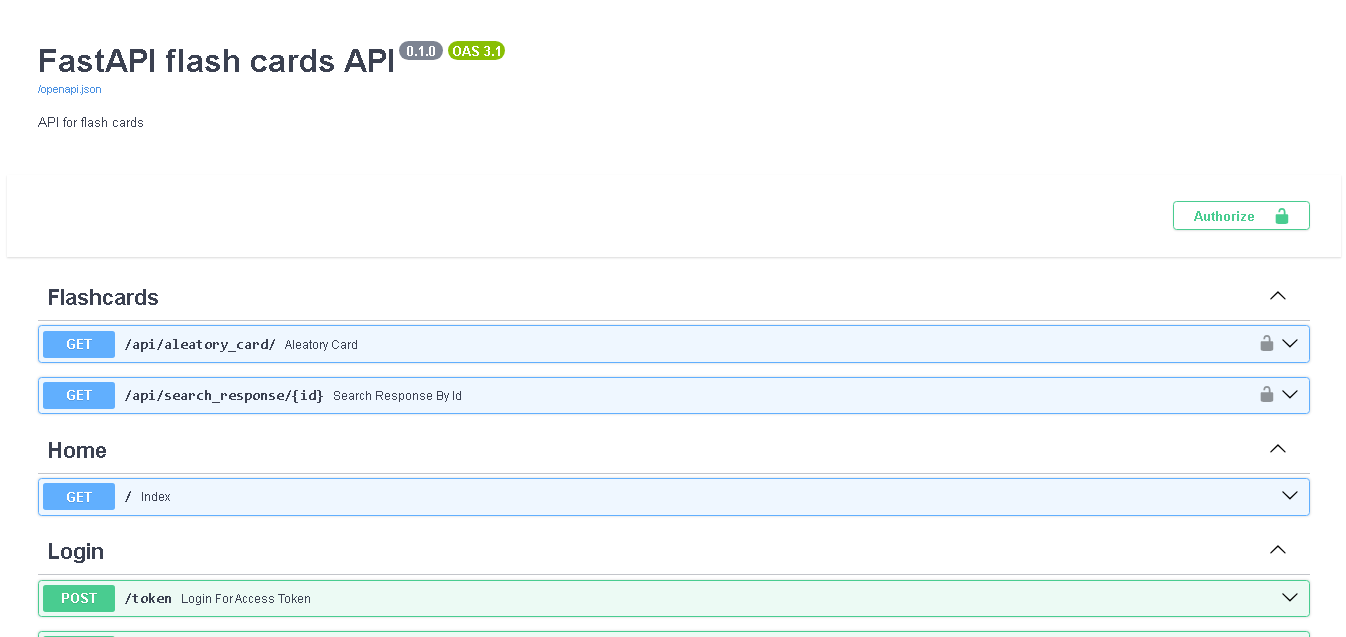 FastAPI flash cards API 0.1.0 OAS 3.1
/openapi.json
API for flash cards
Authorize
Flashcards
GET /api/aleatory_card/ Aleatory Card
GET /api/search_response/{id} Search Response By Id
Home
GET / Index
Login
POST /token Login For Access Token